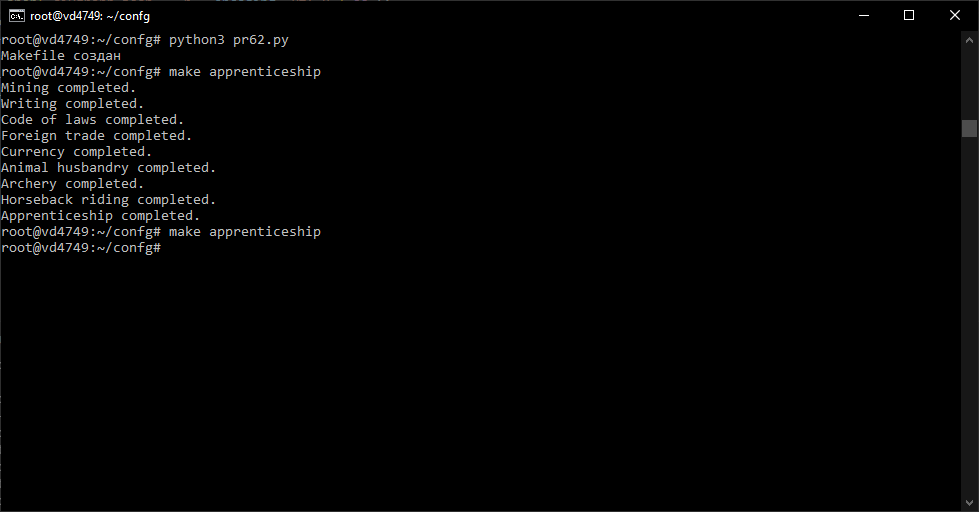 root@vd4749: ~/confg
root@vd4749:~/confg# python3 pr62.py
Makefile создан
root@vd4749:~/confg# make apprenticeship
Mining completed.
Writing completed.
Code of laws completed.
Foreign trade completed.
Currency completed.
Animal husbandry completed.
Archery completed.
Horseback riding completed.
Apprenticeship completed.
root@vd4749:~/confg# make apprenticeship
root@vd4749:~/confg#